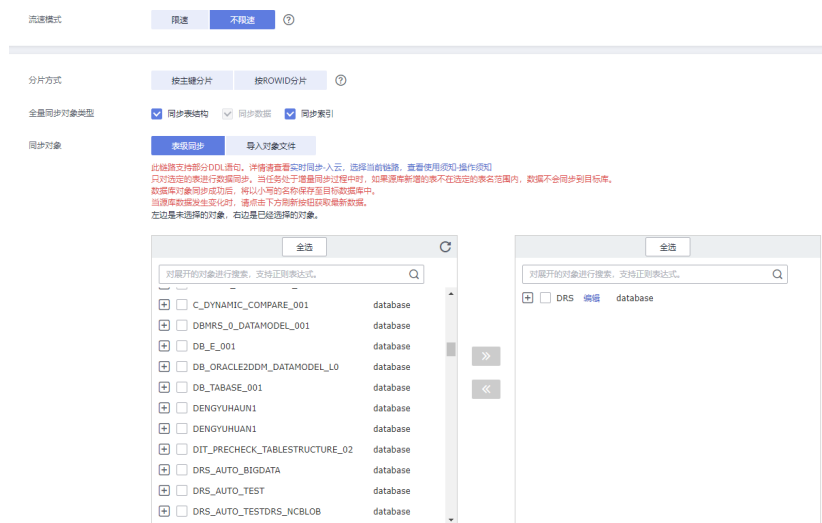 流速模式 限速 不限速
分片方式 按主键分片 按ROWID分片
全量同步对象类型 同步表结构 同步数据 同步索引
同步对象 表级同步 导入对象文件
此链路支持部分DDL语句。详情请查看实时同步-入云，选择当前链路，查看使用须知-操作须知
只对选定的表进行数据同步。当任务处于增量同步过程中时，如果源库新增的表不在选定的表名范围内，数据不会同步到目标库。
数据库对象同步成功后，将以小写的名称保存至目标数据库中。
当源库数据发生变化时，请点击下方刷新按钮获取最新数据。
左边是未选择的对象，右边是已经选择的对象。
全选
对展开的对象进行搜索，支持正则表达式。
C_DYNAMIC_COMPARE_001 database
DBMRS_0_DATAMODEL_001 database
DB_E_001 database
DB_ORACLE2DDM_DATAMODEL_L0 database
DB_TABASE_001 database
DENGYUHAUN1 database
DENGYUHUAN1 database
DIT_PRECHECK_TABLESTRUCTURE_02 database
DRS_AUTO_BIGDATA database
DRS_AUTO_TEST database
DRS_AUTO_TESTDRS_NCBLOB database
全选
对展开的对象进行搜索，支持正则表达式。
DRS 编辑 database